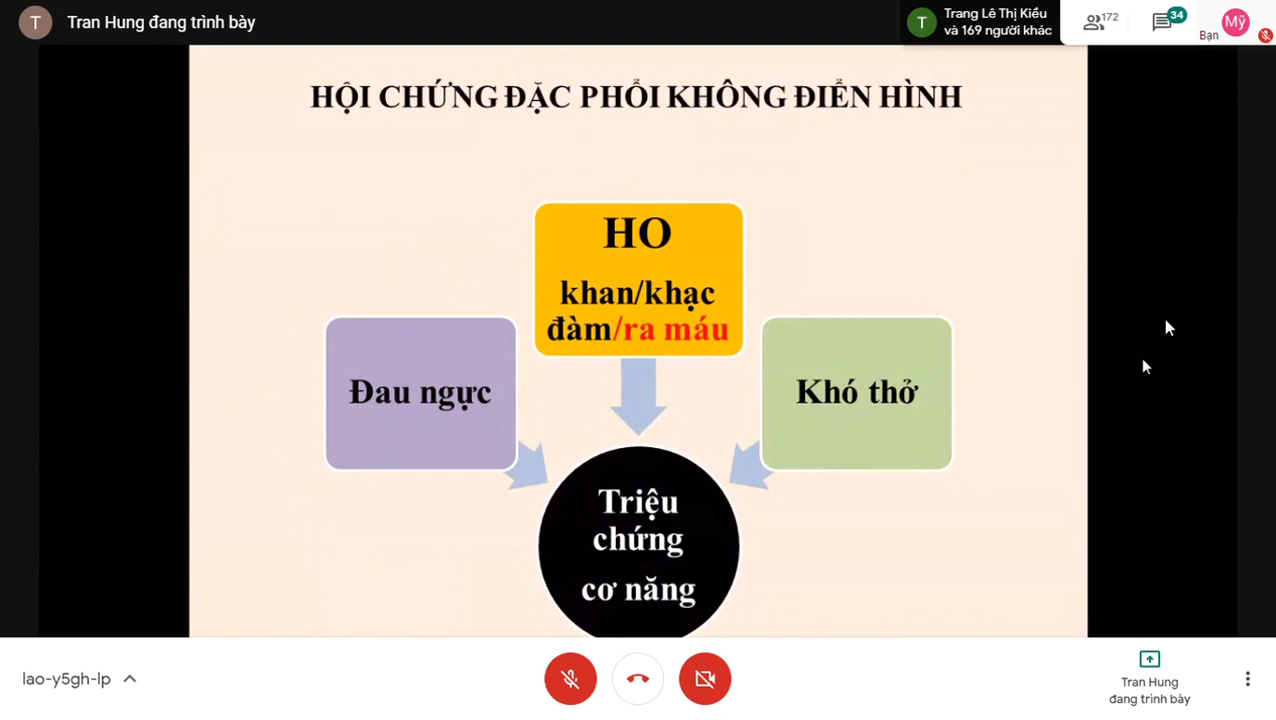 T
Tran Hung đang trình bày
T
Trang Lê Thị Kiều
và 169 người khác
172
34
Bạn
Mỹ
HỘI CHỨNG ĐẶC PHỔI KHÔNG ĐIỂN HÌNH
HO
khan/khạc
đàm/ra máu
Đau ngực
Khó thở
Triệu
chứng
cơ năng
lao-y5gh-lp
Tran Hung
đang trình bày